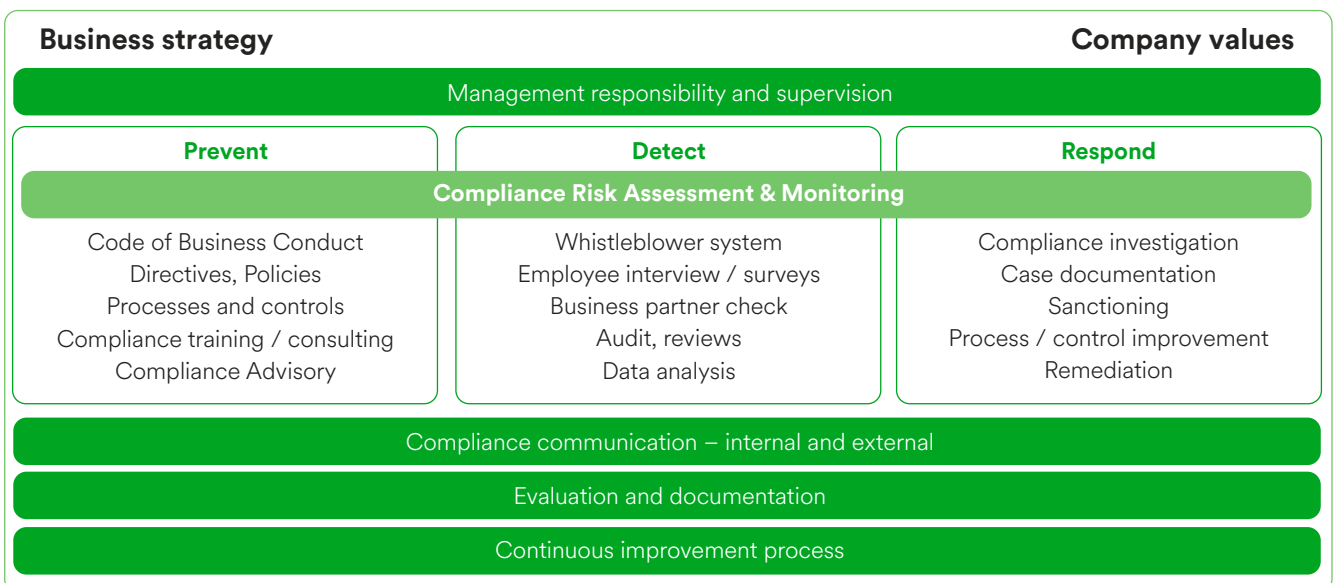 Business strategy
Company values
Management responsibility and supervision
Prevent
Detect
Respond
Compliance Risk Assessment & Monitoring
Code of Business Conduct
Directives, Policies
Processes and controls
Compliance training / consulting
Compliance Advisory
Whistleblower system
Employee interview / surveys
Business partner check
Audit, reviews
Data analysis
Compliance investigation
Case documentation
Sanctioning
Process / control improvement
Remediation
Compliance communication – internal and external
Evaluation and documentation
Continuous improvement process